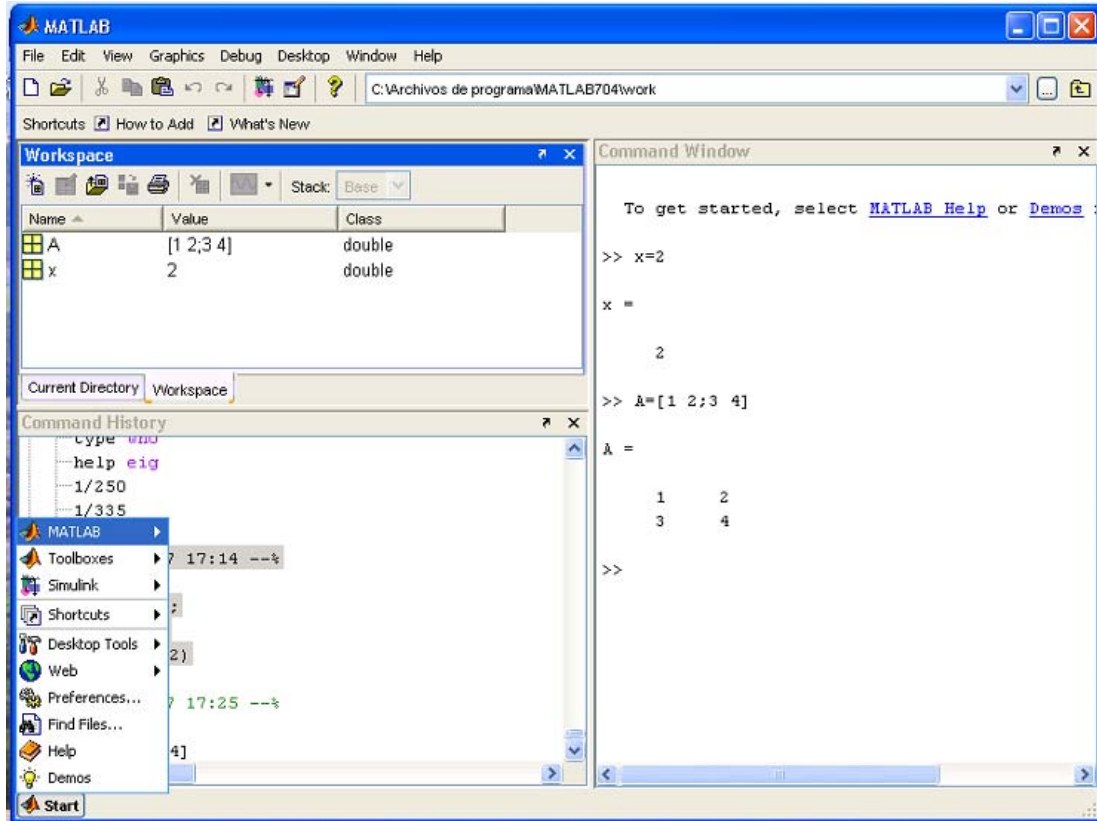 MATLAB
File Edit View Graphics Debug Desktop Window Help
C:\Archivos de programa\MATLAB704\work
Shortcuts How to Add What's New
Workspace
Stack: Base
Name Value Class
A [1 2;3 4] double
x 2 double
Current Directory Workspace
Command History
type who
help eig
1/250
1/335
7 17:14 --%
;
2)
7 17:25 --%
4]
MATLAB
Toolboxes
Simulink
Shortcuts
Desktop Tools
Web
Preferences...
Find Files...
Help
Demos
Start
Command Window
To get started, select MATLAB Help or Demos
>> x=2
x =
2
>> A=[1 2;3 4]
A =
1 2
3 4
>>